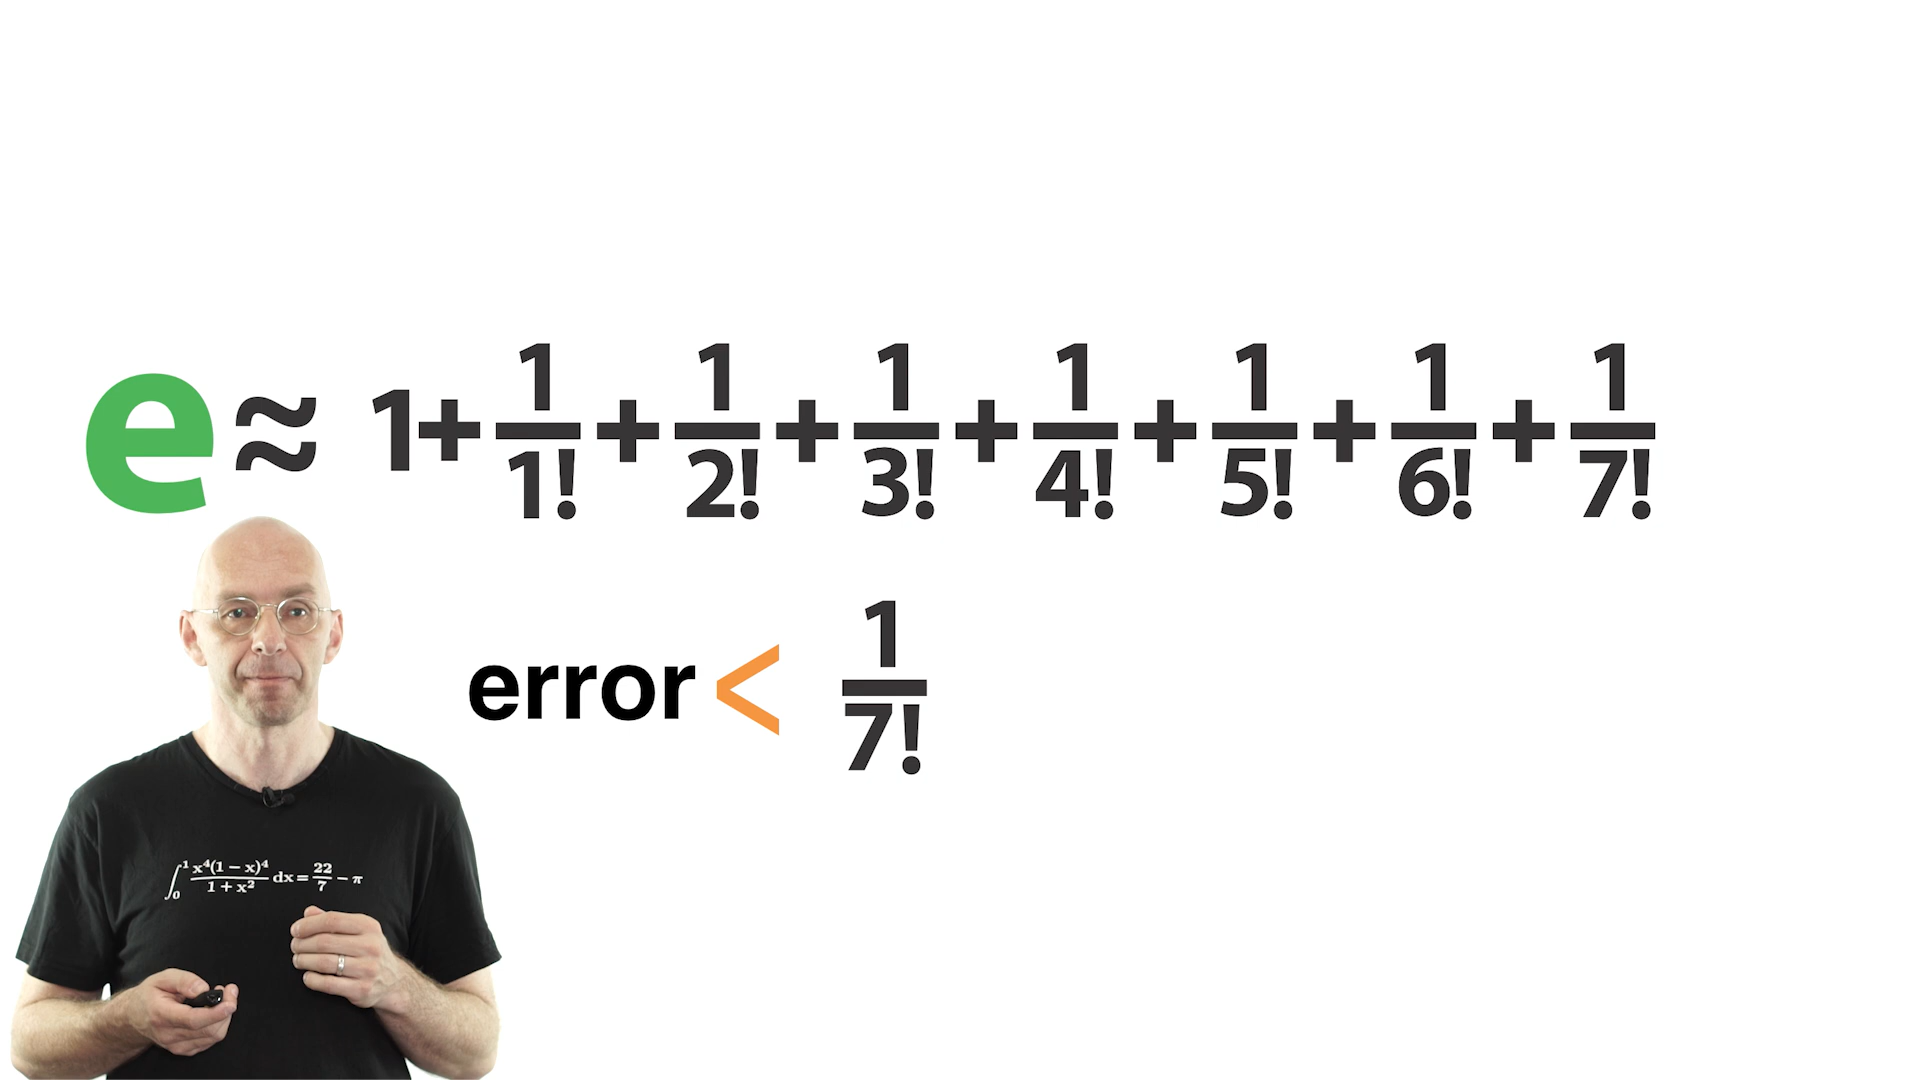 e ≈ 1 + 1/1! + 1/2! + 1/3! + 1/4! + 1/5! + 1/6! + 1/7!
error < 1/7!
∫₀¹ x⁴(1 − x)⁴/(1 + x²) dx = 22/7 − π